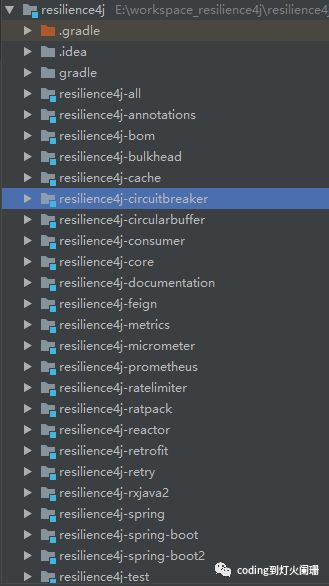 resilience4j E:\workspace_resilience4j\resilience4
.gradle
.idea
gradle
resilience4j-all
resilience4j-annotations
resilience4j-bom
resilience4j-bulkhead
resilience4j-cache
resilience4j-circuitbreaker
resilience4j-circularbuffer
resilience4j-consumer
resilience4j-core
resilience4j-documentation
resilience4j-feign
resilience4j-metrics
resilience4j-micrometer
resilience4j-prometheus
resilience4j-ratelimiter
resilience4j-ratpack
resilience4j-reactor
resilience4j-retrofit
resilience4j-retry
resilience4j-rxjava2
resilience4j-spring
resilience4j-spring-boot
resilience4j-spring-boot2
coding到灯火阑珊
resilience4j-test